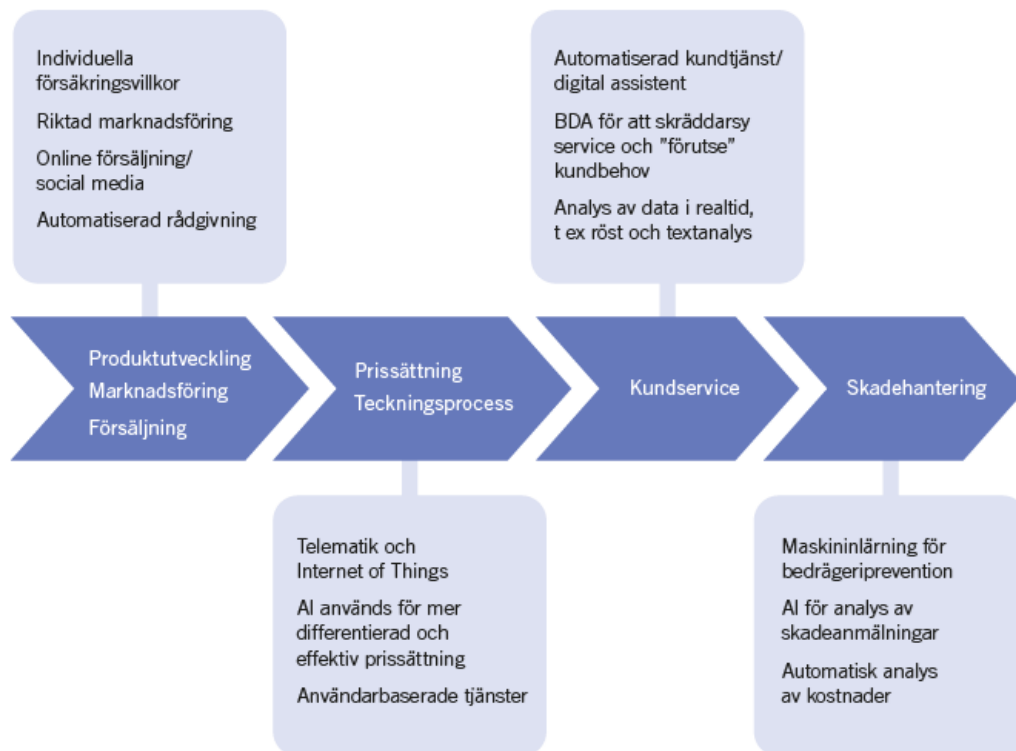 Individuella
försäkringsvillkor
Riktad marknadsföring
Online försäljning/
social media
Automatiserad rådgivning
Automatiserad kundtjänst/
digital assistent
BDA för att skräddarsy
service och ”förutse”
kundbehov
Analys av data i realtid,
t ex röst och textanalys
Produktutveckling
Marknadsföring
Försäljning
Prissättning
Teckningsprocess
Kundservice
Skadehantering
Telematik och
Internet of Things
AI används för mer
differentierad och
effektiv prissättning
Användarbaserade tjänster
Maskininlärning för
bedrägeriprevention
AI för analys av
skadeanmälningar
Automatisk analys
av kostnader